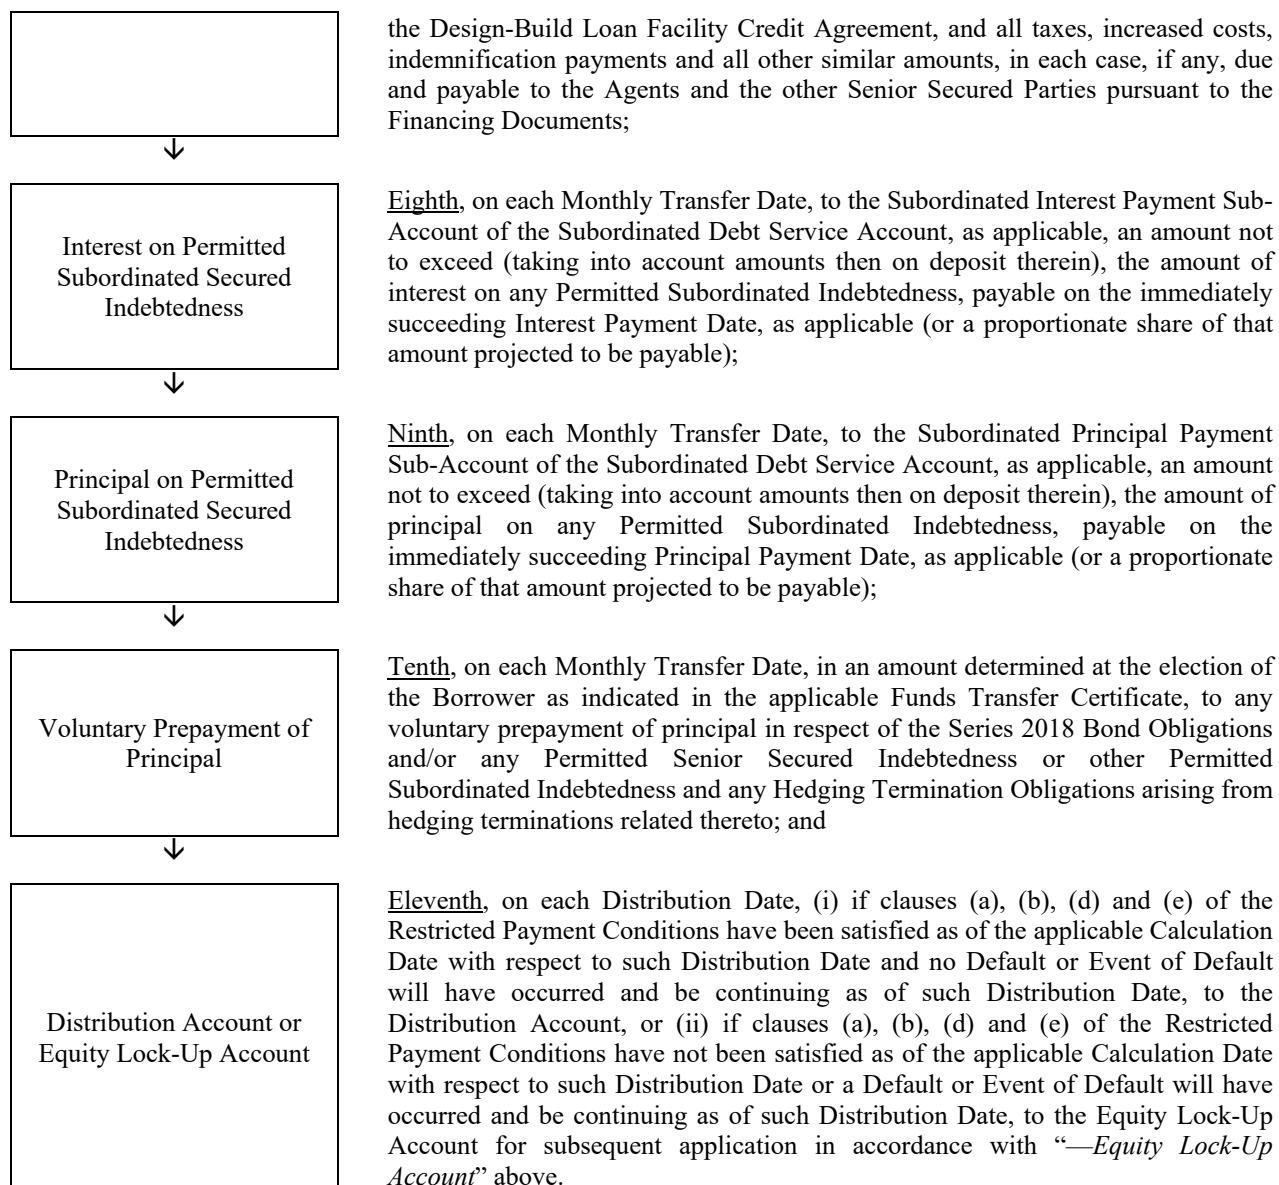 the Design-Build Loan Facility Credit Agreement, and all taxes, increased costs,
indemnification payments and all other similar amounts, in each case, if any, due
and payable to the Agents and the other Senior Secured Parties pursuant to the
Financing Documents;
Interest on Permitted
Subordinated Secured
Indebtedness
Eighth, on each Monthly Transfer Date, to the Subordinated Interest Payment Sub-
Account of the Subordinated Debt Service Account, as applicable, an amount not
to exceed (taking into account amounts then on deposit therein), the amount of
interest on any Permitted Subordinated Indebtedness, payable on the immediately
succeeding Interest Payment Date, as applicable (or a proportionate share of that
amount projected to be payable);
Principal on Permitted
Subordinated Secured
Indebtedness
Ninth, on each Monthly Transfer Date, to the Subordinated Principal Payment
Sub-Account of the Subordinated Debt Service Account, as applicable, an amount
not to exceed (taking into account amounts then on deposit therein), the amount of
principal on any Permitted Subordinated Indebtedness, payable on the
immediately succeeding Principal Payment Date, as applicable (or a proportionate
share of that amount projected to be payable);
Voluntary Prepayment of
Principal
Tenth, on each Monthly Transfer Date, in an amount determined at the election of
the Borrower as indicated in the applicable Funds Transfer Certificate, to any
voluntary prepayment of principal in respect of the Series 2018 Bond Obligations
and/or any Permitted Senior Secured Indebtedness or other Permitted
Subordinated Indebtedness and any Hedging Termination Obligations arising from
hedging terminations related thereto; and
Distribution Account or
Equity Lock-Up Account
Eleventh, on each Distribution Date, (i) if clauses (a), (b), (d) and (e) of the
Restricted Payment Conditions have been satisfied as of the applicable Calculation
Date with respect to such Distribution Date and no Default or Event of Default
will have occurred and be continuing as of such Distribution Date, to the
Distribution Account, or (ii) if clauses (a), (b), (d) and (e) of the Restricted
Payment Conditions have not been satisfied as of the applicable Calculation Date
with respect to such Distribution Date or a Default or Event of Default will have
occurred and be continuing as of such Distribution Date, to the Equity Lock-Up
Account for subsequent application in accordance with “—Equity Lock-Up
Account” above.